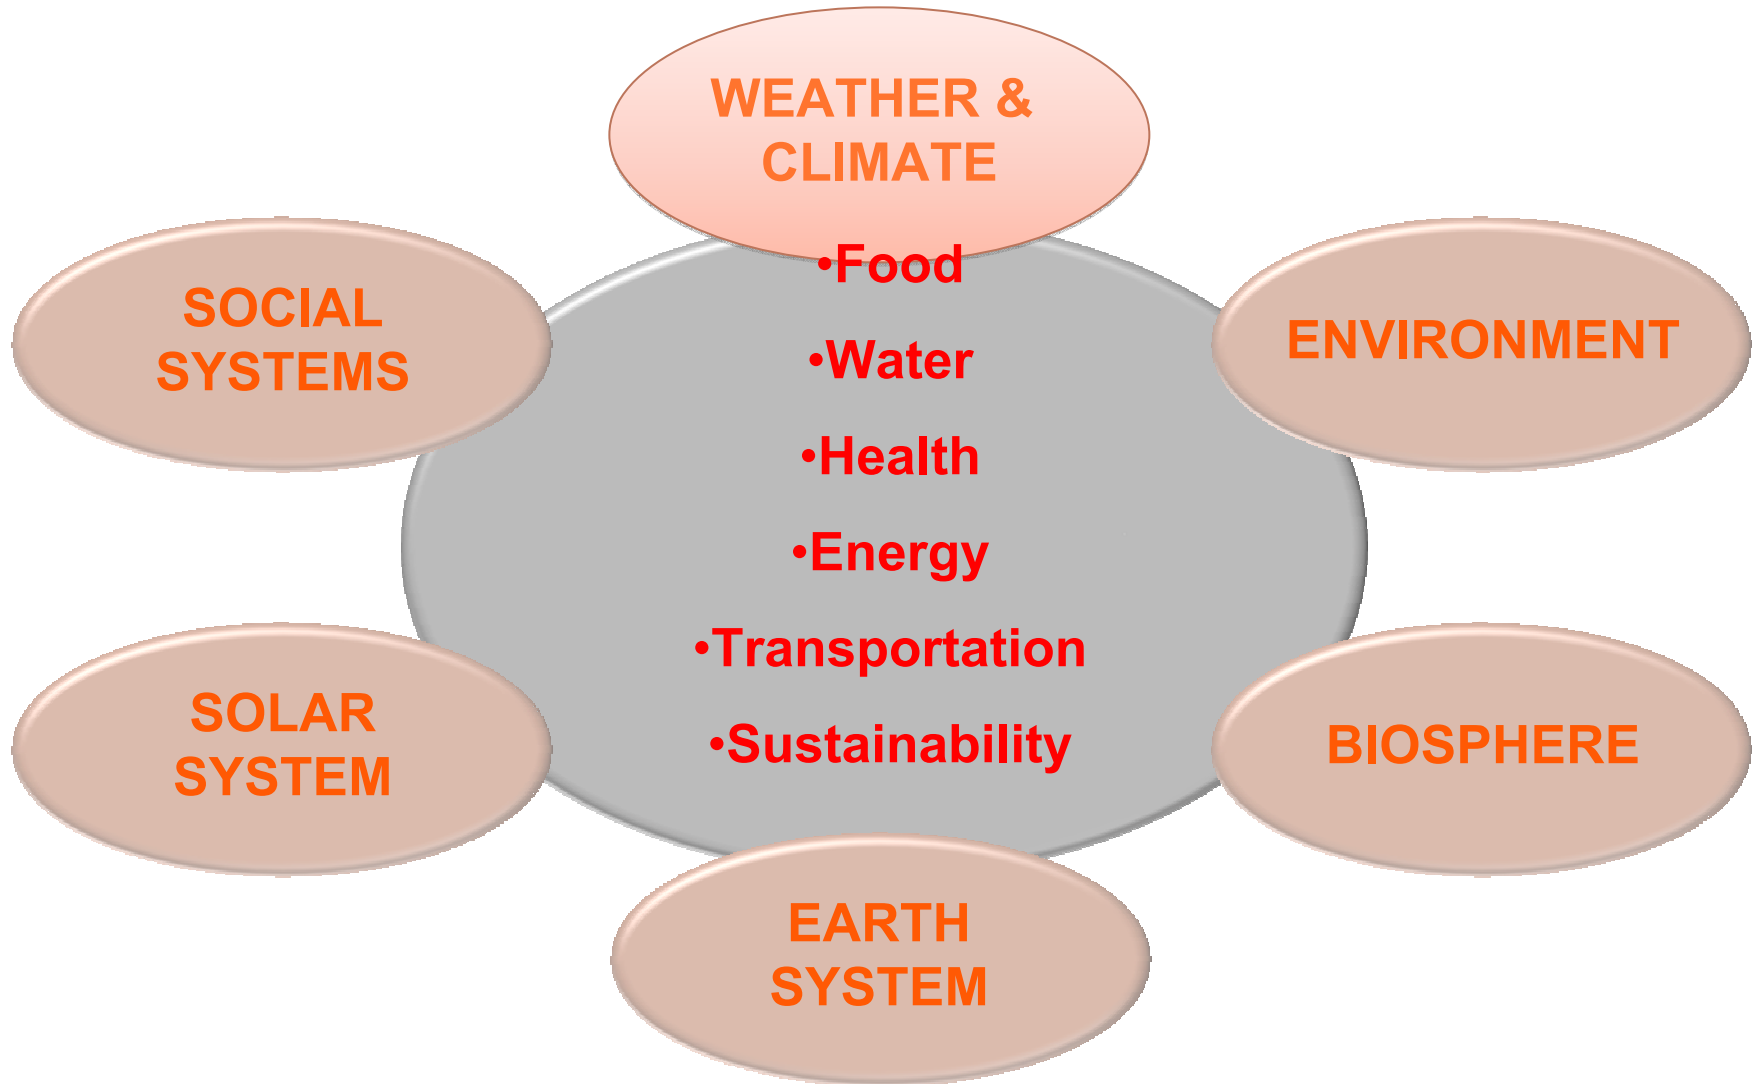 WEATHER &
CLIMATE
SOCIAL
SYSTEMS
ENVIRONMENT
•Food
•Water
•Health
•Energy
•Transportation
•Sustainability
SOLAR
SYSTEM
BIOSPHERE
EARTH
SYSTEM